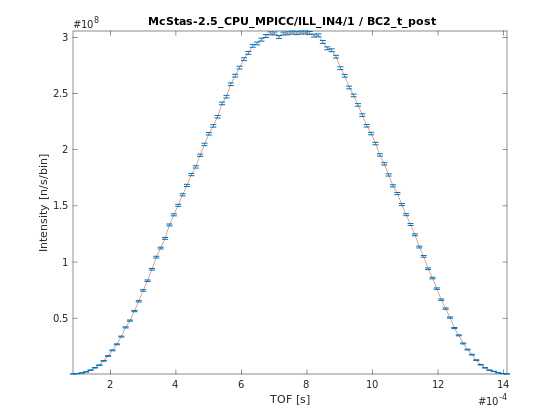 McStas-2.5_CPU_MPICC/ILL_IN4/1 / BC2_t_post
#10^8
3
2.5
2
1.5
1
0.5
Intensity [n/s/bin]
2 4 6 8 10 12 14
TOF [s]
#10^-4